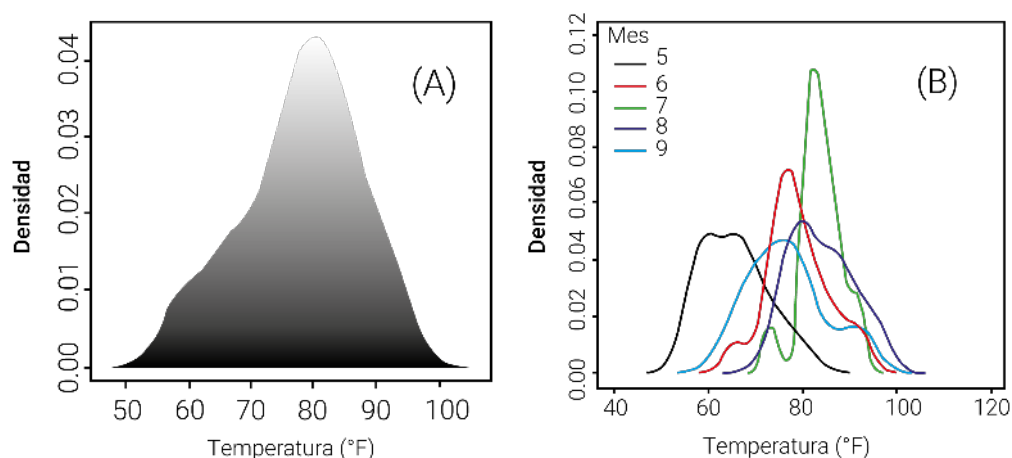 (A)
Densidad
0.04
0.03
0.02
0.01
0.00
50 60 70 80 90 100
Temperatura (°F)
(B)
Mes
5
6
7
8
9
Densidad
0.12
0.10
0.08
0.06
0.04
0.02
0.00
40 60 80 100 120
Temperatura (°F)